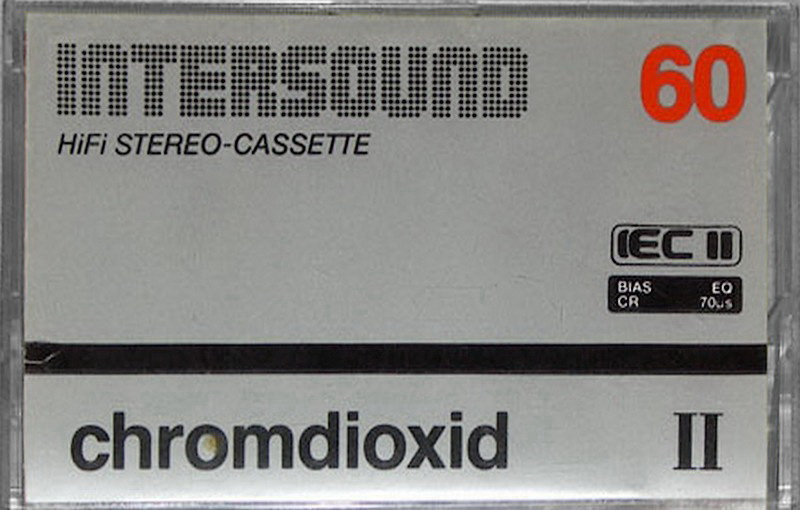 INTERSOUND 60
HiFi STEREO-CASSETTE
IEC II
BIAS EQ
CR 70µs
chromdioxid II